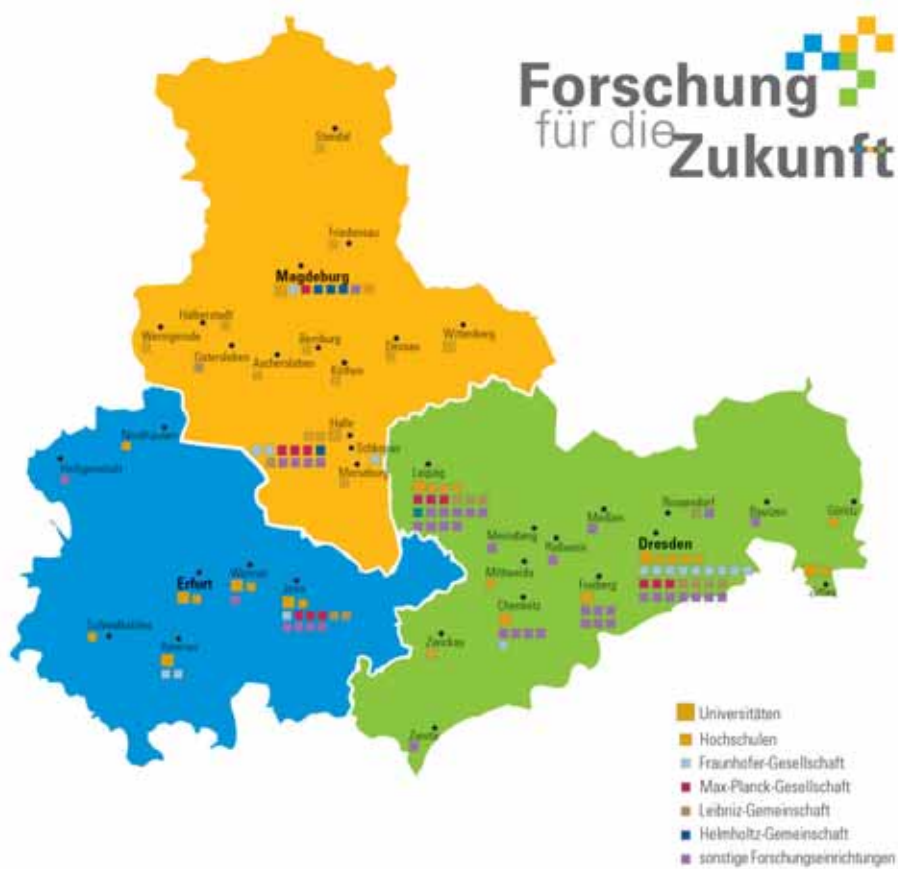 Forschung
für die
Zukunft
Stendal
Friedensau
Magdeburg
Halberstadt
Wernigerode
Gatersleben
Aschersleben
Bernburg
Köthen
Dessau
Wittenberg
Halle
Schkopau
Merseburg
Nordhausen
Heiligenstadt
Erfurt
Weimar
Jena
Schmalkalden
Ilmenau
Leipzig
Meinsberg
Roßwein
Meißen
Rossendorf
Bautzen
Görlitz
Dresden
Mittweida
Freiberg
Chemnitz
Zwickau
Zittau
Universitäten
Hochschulen
Fraunhofer-Gesellschaft
Max-Planck-Gesellschaft
Leibniz-Gemeinschaft
Helmholtz-Gemeinschaft
sonstige Forschungseinrichtungen